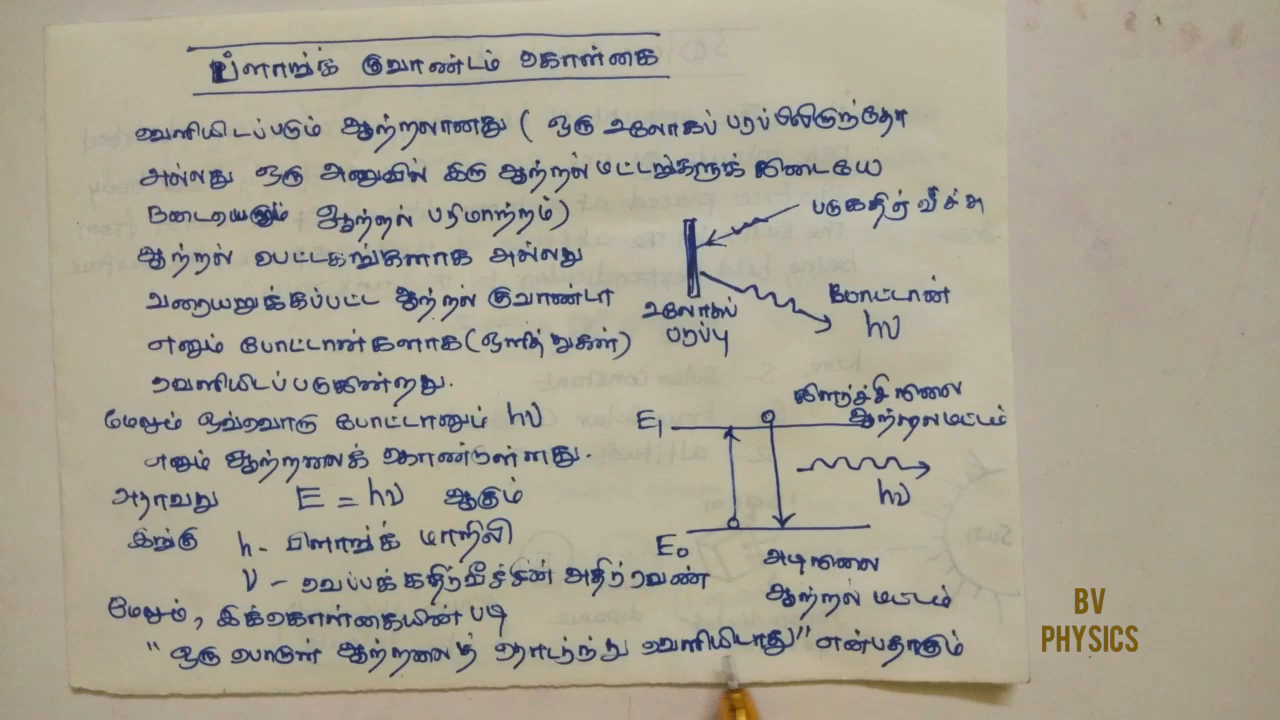 பிளாங்க் குவாண்டம் கொள்கை
வெளியிடப்படும் ஆற்றலானது ( ஒரு உலோகப் பரப்பிலிருந்தோ
அல்லது ஒரு அணுவில் இரு ஆற்றல் மட்டங்களுக்கிடையே
நடைபெறும் ஆற்றல் பரிமாற்றம்)
படுகதிர் வீச்சு
ஆற்றல் பொட்டகங்களாக அல்லது
வரையறுக்கப்பட்ட ஆற்றல் குவாண்டா
உலோகப் பரப்பு
போட்டான்
hν
எனும் போட்டான்களாக (ஒளித் துகள்)
வெளியிடப்படுகின்றது.
மேலும் ஒவ்வொரு போட்டானும் hν
எனும் ஆற்றலைக் கொண்டுள்ளது.
அதாவது E = hν ஆகும்
இங்கு h - பிளாங்க் மாறிலி
ν - வெப்பக் கதிர்வீச்சின் அதிர்வெண்
கிளர்ச்சி நிலை
ஆற்றல் மட்டம்
E₁
hν
E₀
அடிநிலை
ஆற்றல் மட்டம்
மேலும், இக்கொள்கையின் படி
"ஒரு பொருள் ஆற்றலைத் தொடர்ந்து வெளியிடாது" என்பதாகும்
BV
PHYSICS